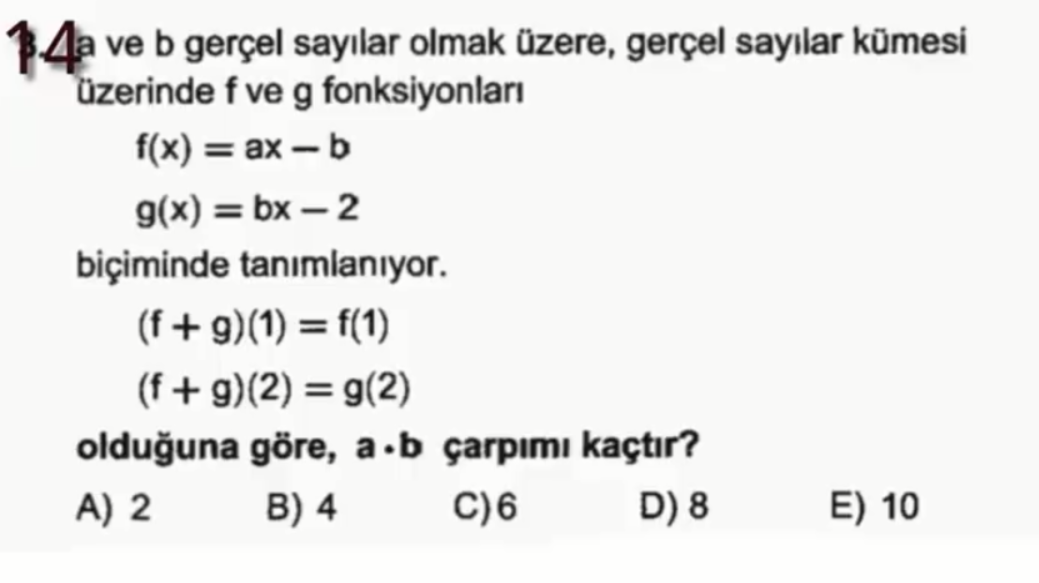 14 a ve b gerçel sayılar olmak üzere, gerçel sayılar kümesi
üzerinde f ve g fonksiyonları
f(x) = ax – b
g(x) = bx – 2
biçiminde tanımlanıyor.
(f + g)(1) = f(1)
(f + g)(2) = g(2)
olduğuna göre, a·b çarpımı kaçtır?
A) 2 B) 4 C) 6 D) 8 E) 10